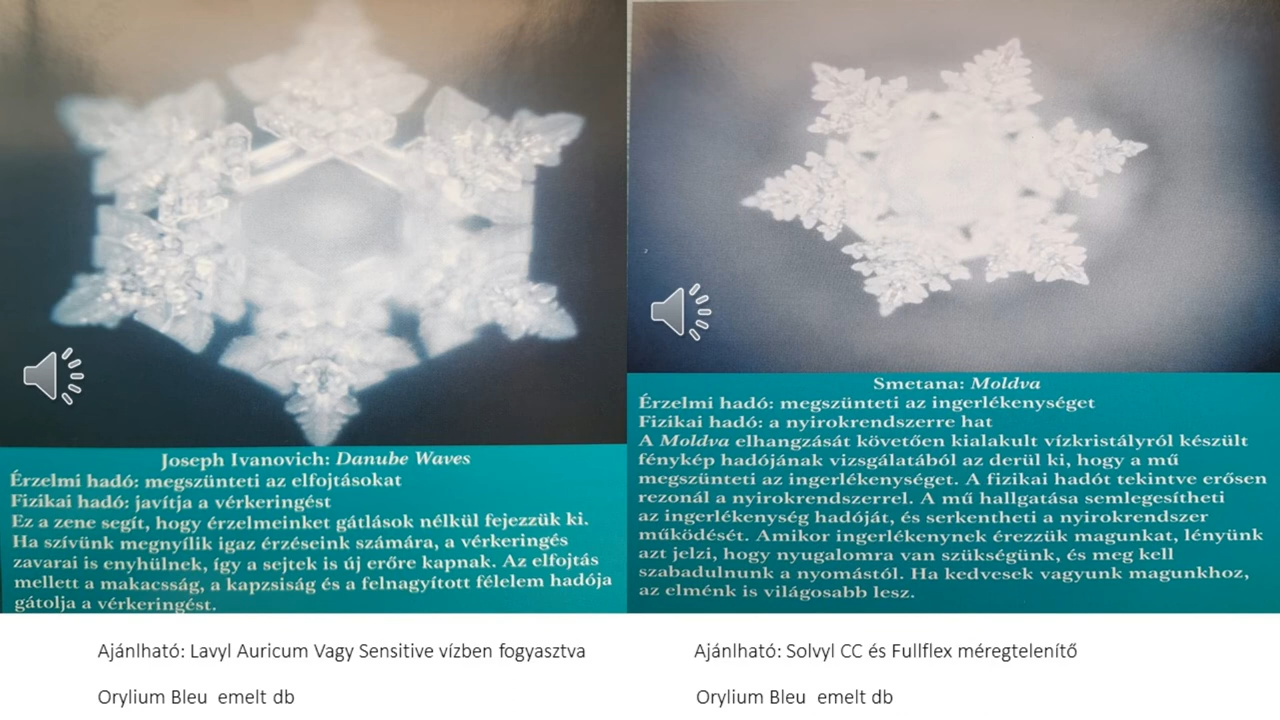 Joseph Ivanovich: Danube Waves
Érzelmi hadó: megszünteti az elfojtásokat
Fizikai hadó: javítja a vérkeringést
Ez a zene segít, hogy érzelmeinket gátlások nélkül fejezzük ki.
Ha szívünk megnyílik igaz érzéseink számára, a vérkeringés
zavarai is enyhülnek, így a sejtek is új erőre kapnak. Az elfojtás
mellett a makacsság, a kapzsiság és a felnagyított félelem hadója
gátolja a vérkeringést.
Ajánlható: Lavyl Auricum Vagy Sensitive vízben fogyasztva
Orylium Bleu  emelt db
Smetana: Moldva
Érzelmi hadó: megszünteti az ingerlékenységet
Fizikai hadó: a nyirokrendszerre hat
A Moldva elhangzását követően kialakult vízkristályról készült
fénykép hadójának vizsgálatából az derül ki, hogy a mű
megszünteti az ingerlékenységet. A fizikai hadót tekintve erősen
rezonál a nyirokrendszerrel. A mű hallgatása semlegesítheti
az ingerlékenység hadóját, és serkentheti a nyirokrendszer
működését. Amikor ingerlékenynek érezzük magunkat, lényünk
azt jelzi, hogy nyugalomra van szükségünk, és meg kell
szabadulnunk a nyomástól. Ha kedvesek vagyunk magunkhoz,
az elménk is világosabb lesz.
Ajánlható: Solvyl CC és Fullflex méregtelenítő
Orylium Bleu  emelt db